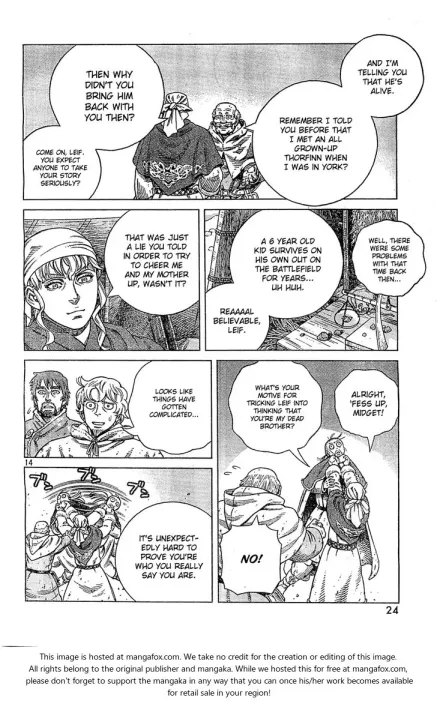 AND I'M
TELLING YOU
THAT HE'S
ALIVE.
THEN WHY
DIDN'T YOU
BRING HIM
BACK WITH
YOU THEN?
REMEMBER I TOLD
YOU BEFORE THAT
I MET AN ALL
GROWN-UP
THORFINN WHEN
I WAS IN YORK?
COME ON, LEIF.
YOU EXPECT
ANYONE TO TAKE
YOUR STORY
SERIOUSLY?
WELL, THERE
WERE SOME
PROBLEMS
WITH THAT
TIME BACK
THEN...
A 6 YEAR OLD
KID SURVIVES ON
HIS OWN OUT ON
THE BATTLEFIELD
FOR YEARS...
UH HUH.
REAAAAL
BELIEVABLE,
LEIF.
THAT WAS JUST
A LIE YOU TOLD
IN ORDER TO TRY
TO CHEER ME
AND MY MOTHER
UP, WASN'T IT?
ALRIGHT,
'FESS UP,
MIDGET!
WHAT'S YOUR
MOTIVE FOR
TRICKING LEIF INTO
THINKING THAT
YOU'RE MY DEAD
BROTHER?
NO!
LOOKS LIKE
THINGS HAVE
GOTTEN
COMPLICATED...
14
ブン
ブン
IT'S UNEXPECT-
EDLY HARD TO
PROVE YOU'RE
WHO YOU REALLY
SAY YOU ARE.
24
This image is hosted at mangafox.com. We take no credit for the creation or editing of this image.
All rights belong to the original publisher and mangaka. While we hosted this for free at mangafox.com,
please don't forget to support the mangaka in any way that you can once his/her work becomes available
for retail sale in your region!